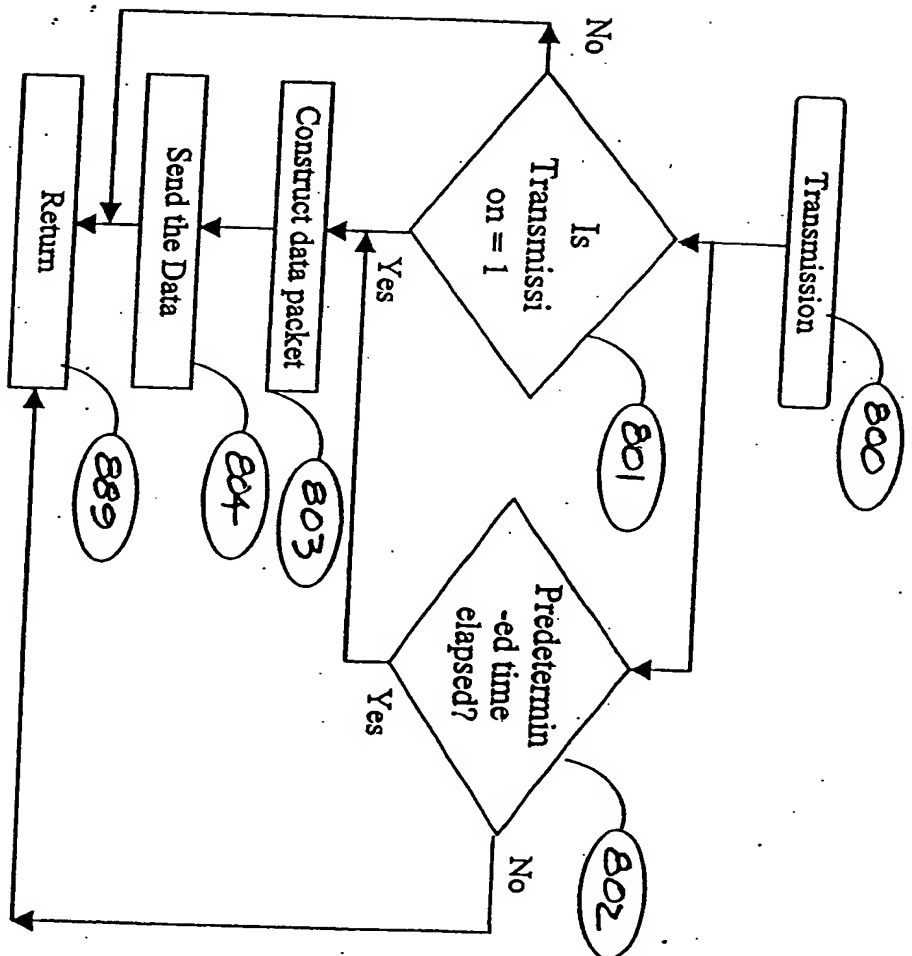 Transmission
800
Is
Transmissi
on = 1
801
No
Yes
Predetermin
-ed time
elapsed?
802
Yes
No
Construct data packet
803
Send the Data
804
Return
889